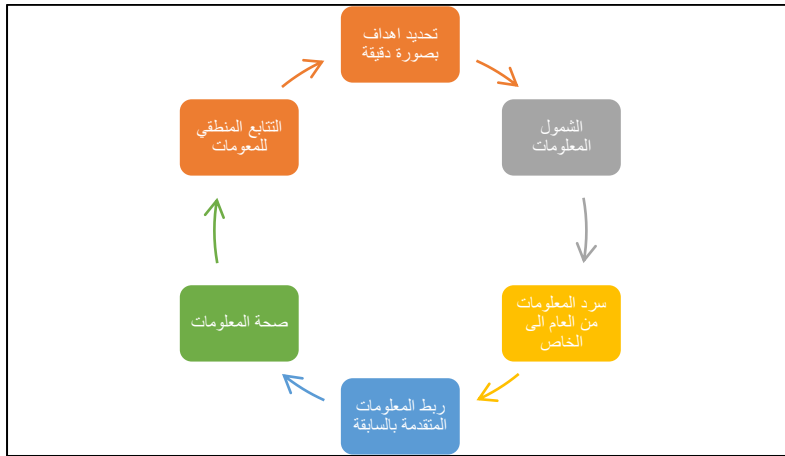 تحديد اهداف
بصورة دقيقة
الشمول
المعلومات
سرد المعلومات
من العام الى
الخاص
ربط المعلومات
المتقدمة بالسابقة
صحة المعلومات
التتابع المنطقي
للمعومات